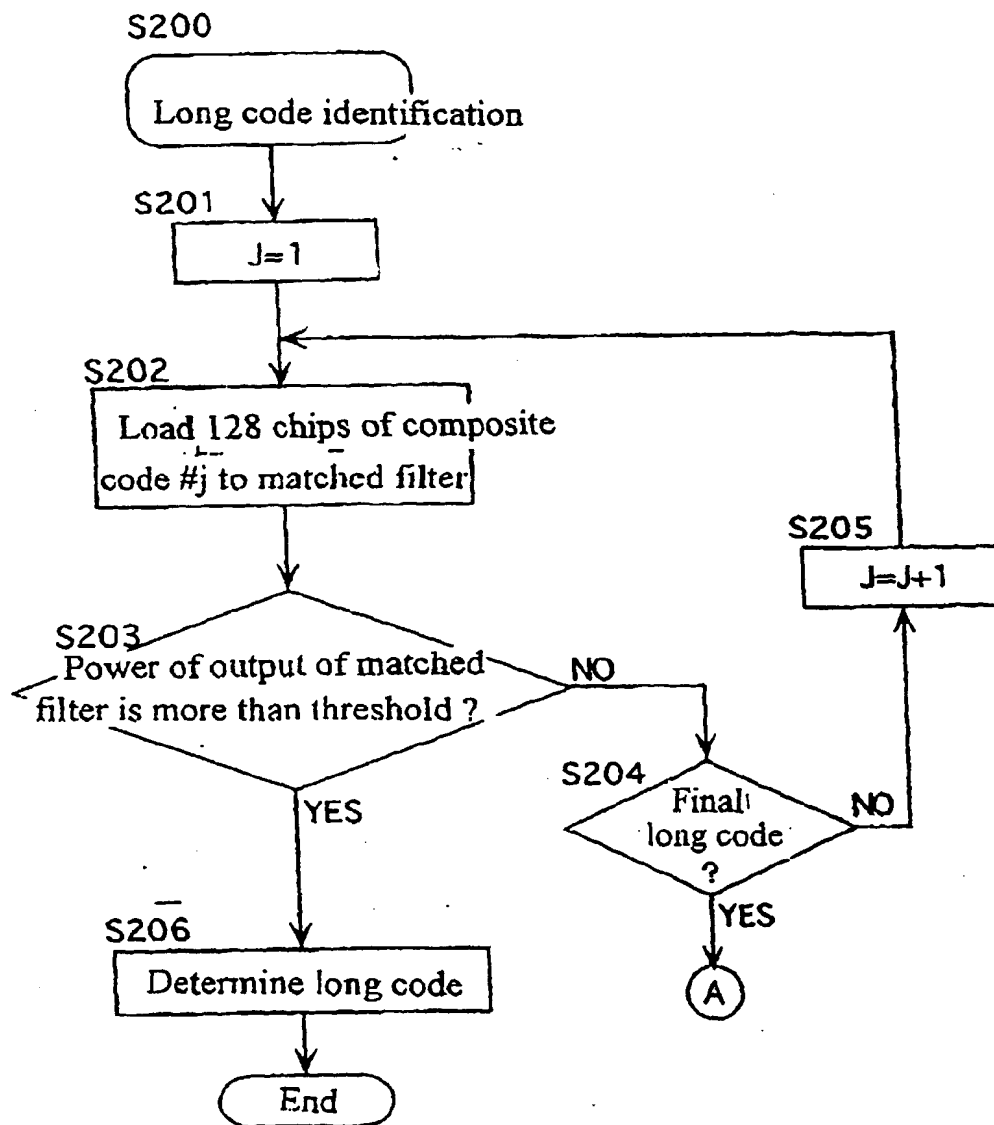 S200
Long code identification
S201
J=1
S202
Load 128 chips of composite
code #j to matched filter
S205
J=J+1
S203
Power of output of matched
filter is more than threshold ?
NO
YES
S204
Final
long code
?
NO
YES
A
S206
Determine long code
End